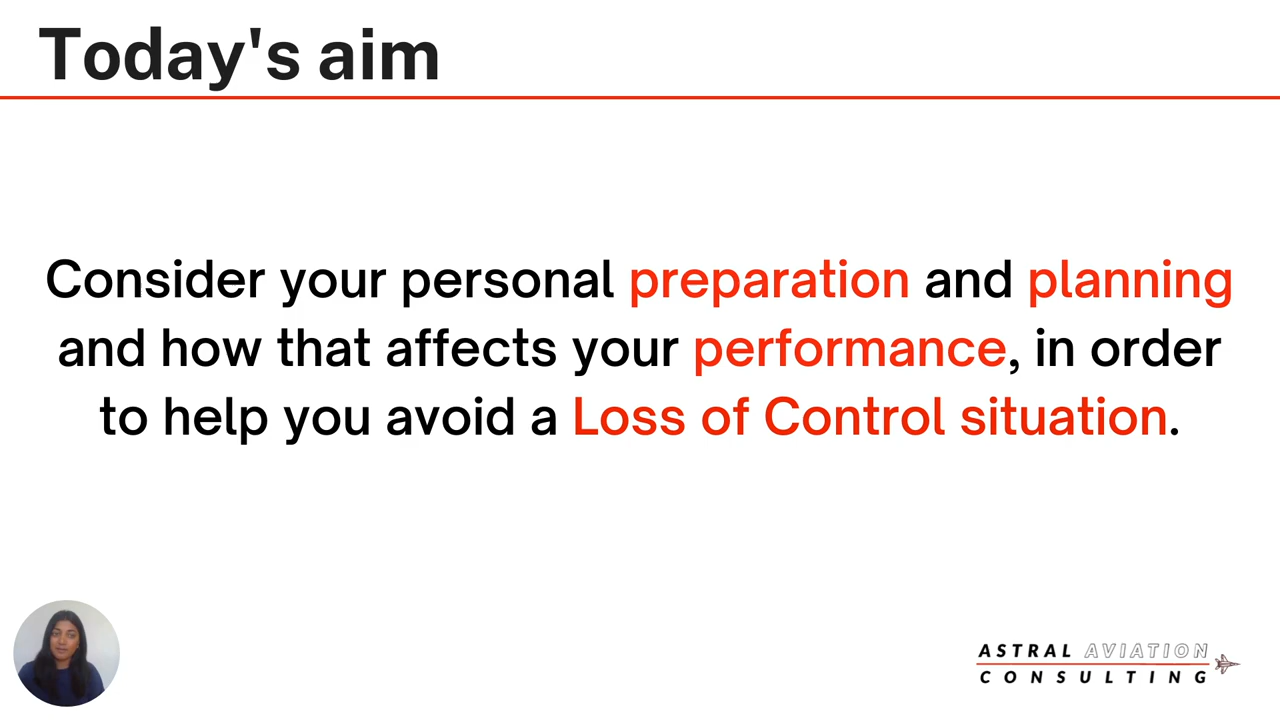 Today's aim
Consider your personal preparation and planning
and how that affects your performance, in order
to help you avoid a Loss of Control situation.
ASTRAL AVIATION
CONSULTING